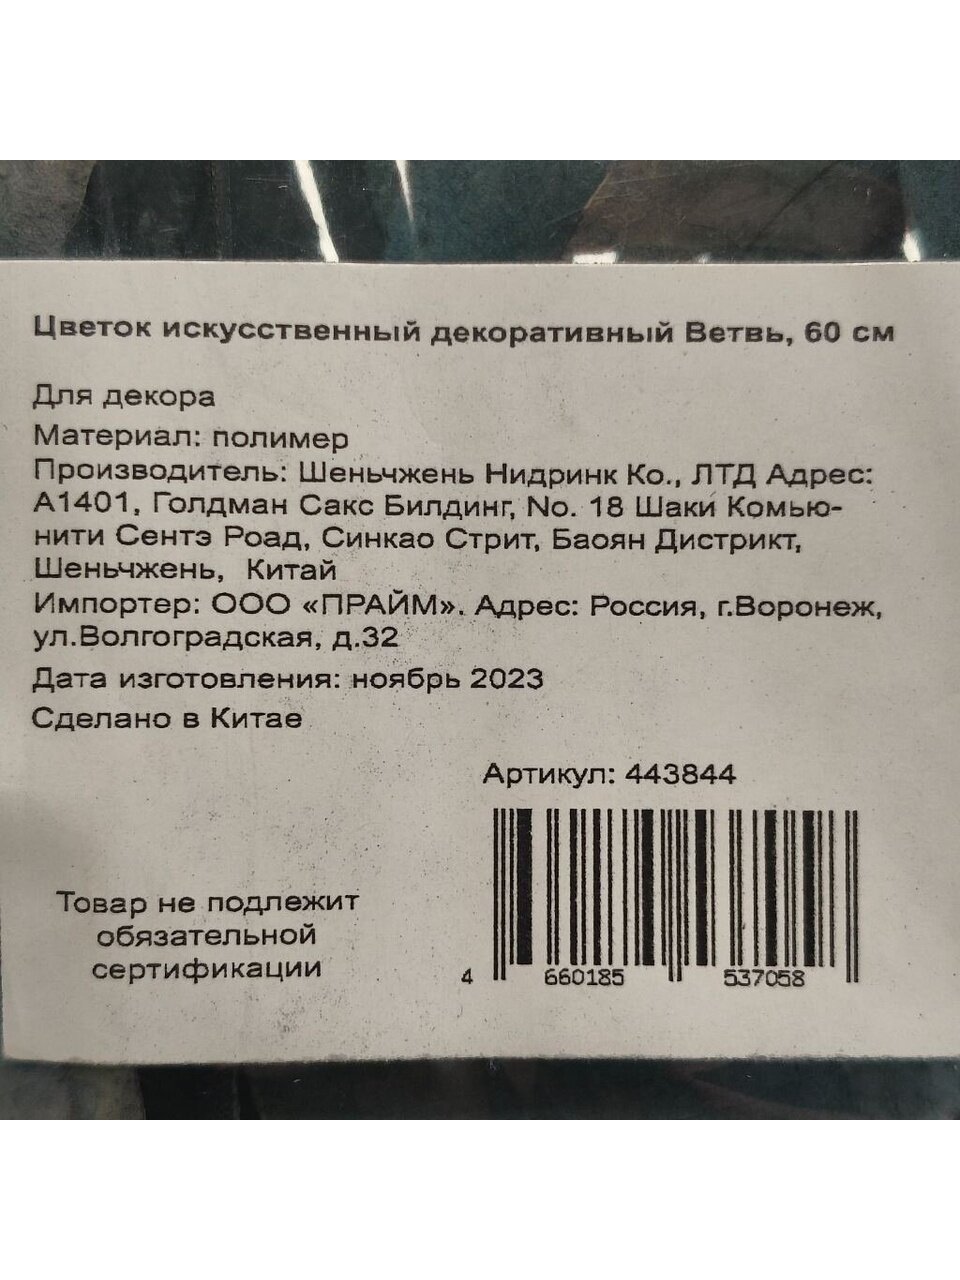 Цветок искусственный декоративный Ветвь, 60 см
Для декора
Материал: полимер
Производитель: Шеньчжень Нидринк Ко., ЛТД Адрес:
А1401, Голдман Сакс Билдинг, No. 18 Шаки Комью-
нити Сентэ Роад, Синкао Стрит, Баоян Дистрикт,
Шеньчжень, Китай
Импортер: ООО «ПРАЙМ». Адрес: Россия, г.Воронеж,
ул.Волгоградская, д.32
Дата изготовления: ноябрь 2023
Сделано в Китае
Артикул: 443844
Товар не подлежит
обязательной
сертификации
4 660185 537058